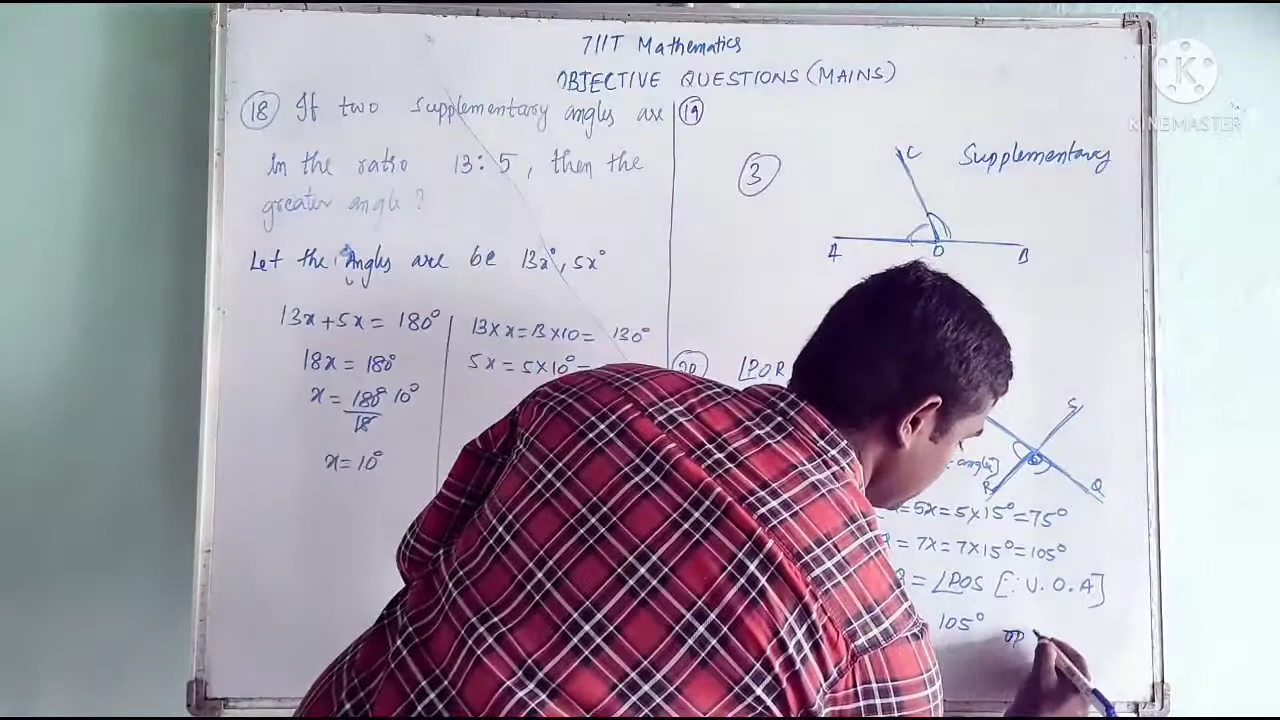 7IIT Mathematics
OBJECTIVE QUESTIONS (MAINS)
18 If two supplementary angles are
in the ratio 13:5, then the
greater angle?
Let the Angles are be 13x°, 5x°
13x+5x = 180°
18x = 180°
x = 180° 10°
18
x = 10°
13×x=13×10= 130°
5x = 5×10° =
19
3
Supplementary
C
A O B
20 ∠POR
S
angle]
R Q
=5x=5×15°=75°
= 7x = 7×15°=105°
= ∠POS [∵ V.O.A]
105° op
K
KINEMASTER